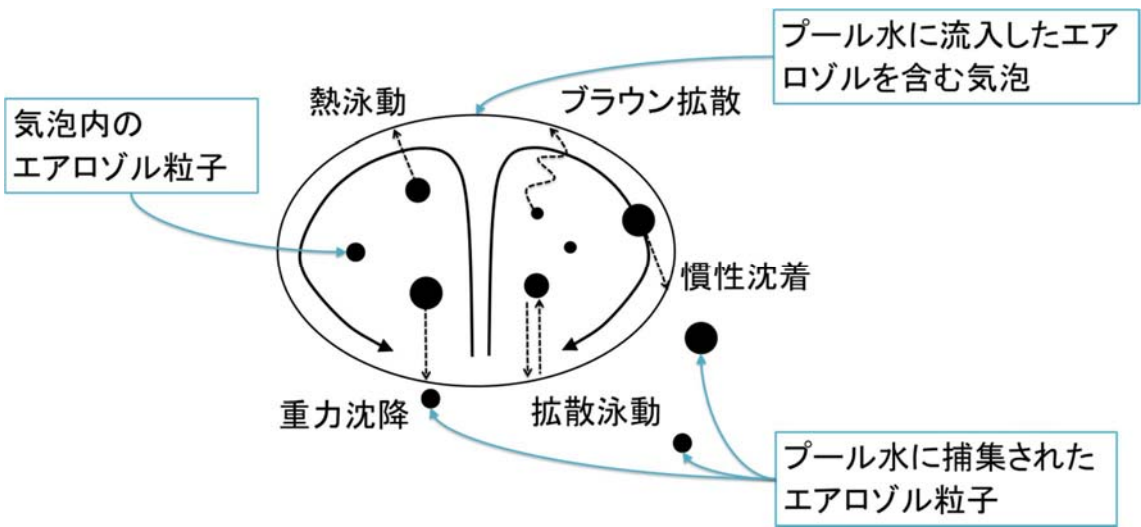 プール水に流入したエア
ロゾルを含む気泡
熱泳動
ブラウン拡散
気泡内の
エアロゾル粒子
慣性沈着
重力沈降
拡散泳動
プール水に捕集された
エアロゾル粒子